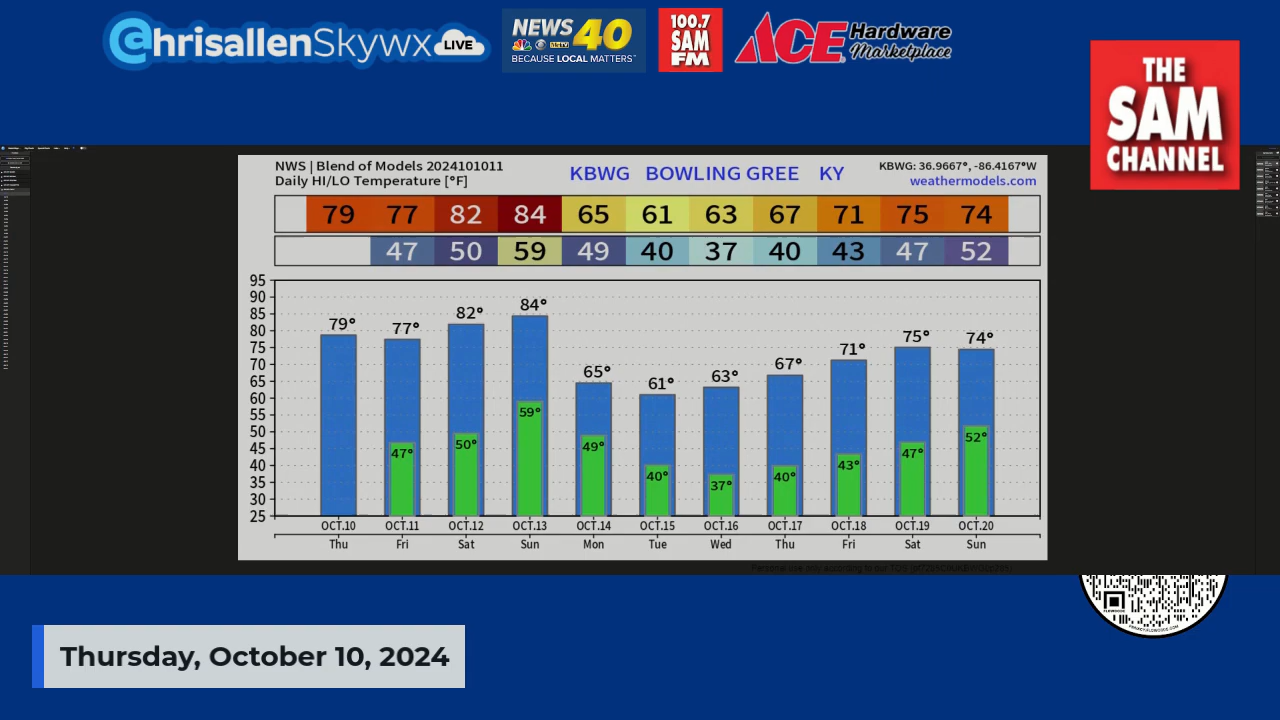 @hrisallenSkywx LIVE
NEWS 40
BECAUSE LOCAL MATTERS
100.7
SAM
FM
ACE Hardware
Marketplace
THE
SAM
CHANNEL
NWS | Blend of Models 2024101011
Daily HI/LO Temperature [°F]
KBWG BOWLING GREE KY
KBWG: 36.9667°, -86.4167°W
weathermodels.com
79 77 82 84 65 61 63 67 71 75 74
47 50 59 49 40 37 40 43 47 52
95
90
85
80
75
70
65
60
55
50
45
40
35
30
25
79° 77° 82° 84° 65° 61° 63° 67° 71° 75° 74°
47° 50° 59° 49° 40° 37° 40° 43° 47° 52°
OCT.10 OCT.11 OCT.12 OCT.13 OCT.14 OCT.15 OCT.16 OCT.17 OCT.18 OCT.19 OCT.20
Thu Fri Sat Sun Mon Tue Wed Thu Fri Sat Sun
Thursday, October 10, 2024